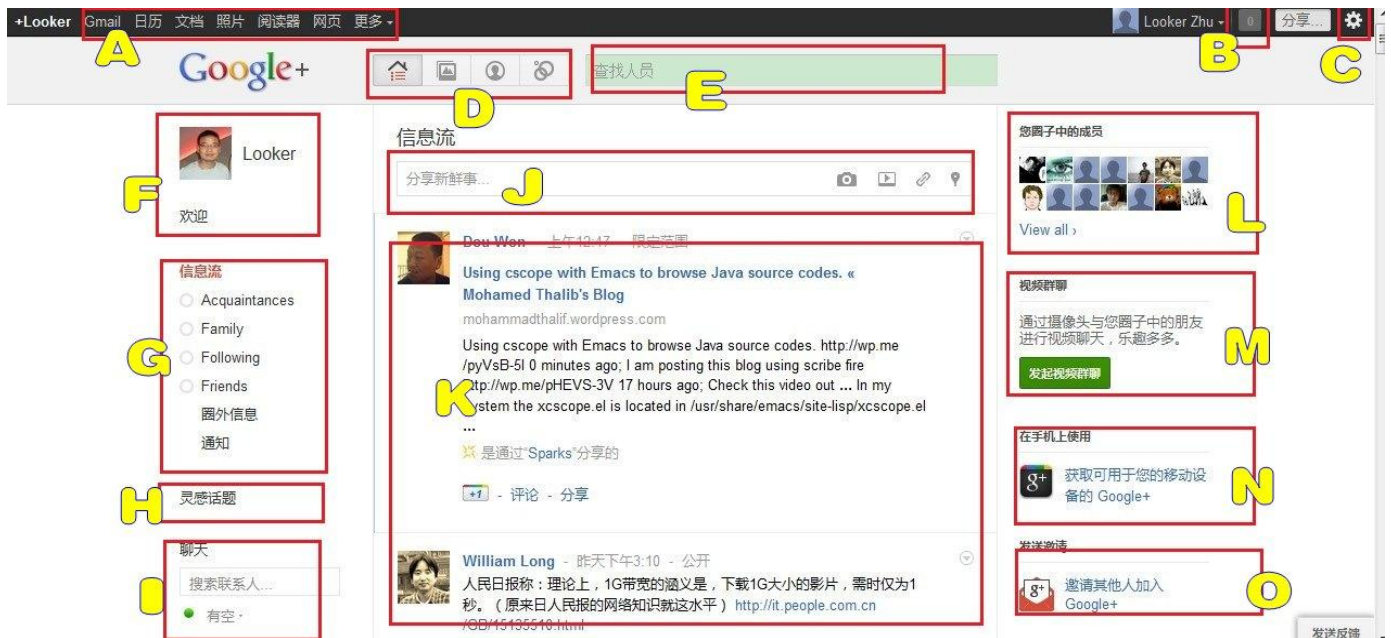 +Looker Gmail 日历 文档 照片 阅读器 网页 更多
Looker Zhu 0 分享...
A
B
C
Google+
查找人员
D
E
F
Looker
欢迎
信息流
Acquaintances
Family
Following
Friends
圈外信息
通知
G
灵感话题
H
聊天
搜索联系人...
有空
I
信息流
分享新鲜事...
J
Dou Wen - 上午12:47 - 限定范围
Using cscope with Emacs to browse Java source codes. «
Mohamed Thalib's Blog
mohammadthalif.wordpress.com
Using cscope with Emacs to browse Java source codes. http://wp.me
/pyVsB-5l 0 minutes ago; I am posting this blog using scribe fire
http://wp.me/pHEVS-3V 17 hours ago; Check this video out ... In my
system the xcscope.el is located in /usr/share/emacs/site-lisp/xcscope.el
...
K
是通过“Sparks”分享的
+1 - 评论 - 分享
William Long - 昨天下午3:10 - 公开
人民日报称：理论上，1G带宽的涵义是，下载1G大小的影片，需时仅为1
秒。（原来日人民报的网络知识就这水平）http://it.people.com.cn
/GB/15135518.html
您圈子中的成员
View all ›
L
视频群聊
通过摄像头与您圈子中的朋友
进行视频聊天，乐趣多多。
发起视频群聊
M
在手机上使用
g+
获取可用于您的移动设
备的 Google+
N
发送邀请
g+
邀请其他人加入
Google+
O
发送反馈